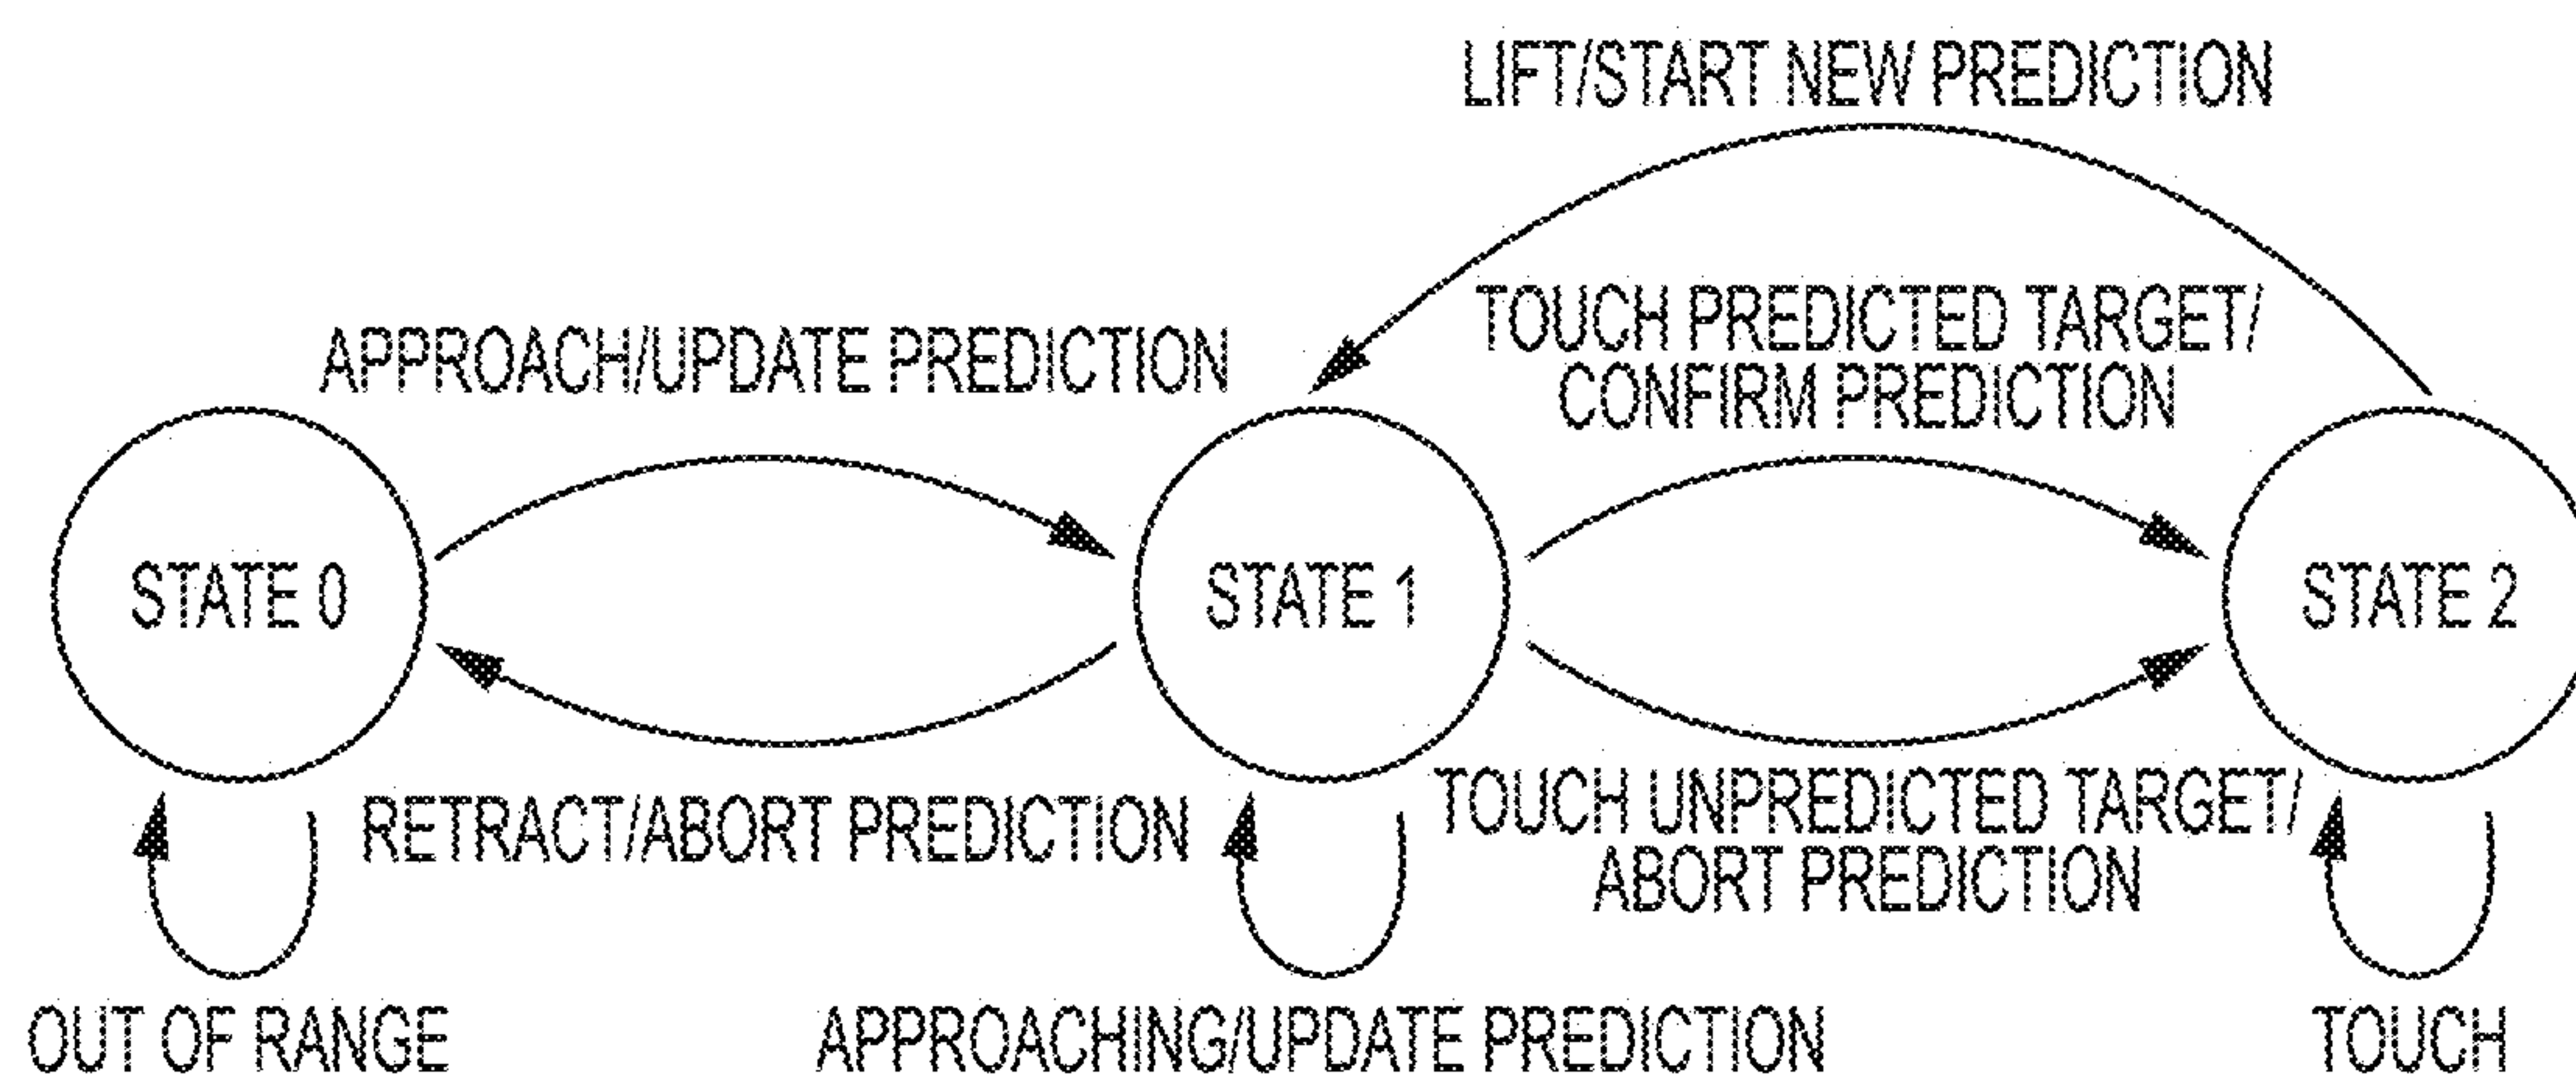 LIFT/START NEW PREDICTION
TOUCH PREDICTED TARGET/
CONFIRM PREDICTION
APPROACH/UPDATE PREDICTION
STATE 0
STATE 1
STATE 2
RETRACT/ABORT PREDICTION
TOUCH UNPREDICTED TARGET/
ABORT PREDICTION
OUT OF RANGE
APPROACHING/UPDATE PREDICTION
TOUCH